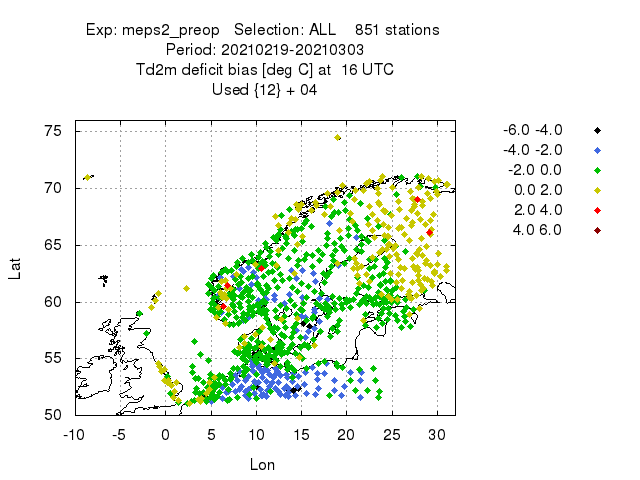 Exp: meps2_preop   Selection: ALL    851 stations
Period: 20210219-20210303
Td2m deficit bias [deg C] at  16 UTC
Used {12} + 04
-6.0 -4.0
-4.0 -2.0
-2.0 0.0
0.0 2.0
2.0 4.0
4.0 6.0
75
70
65
60
55
50
Lat
-10 -5 0 5 10 15 20 25 30
Lon